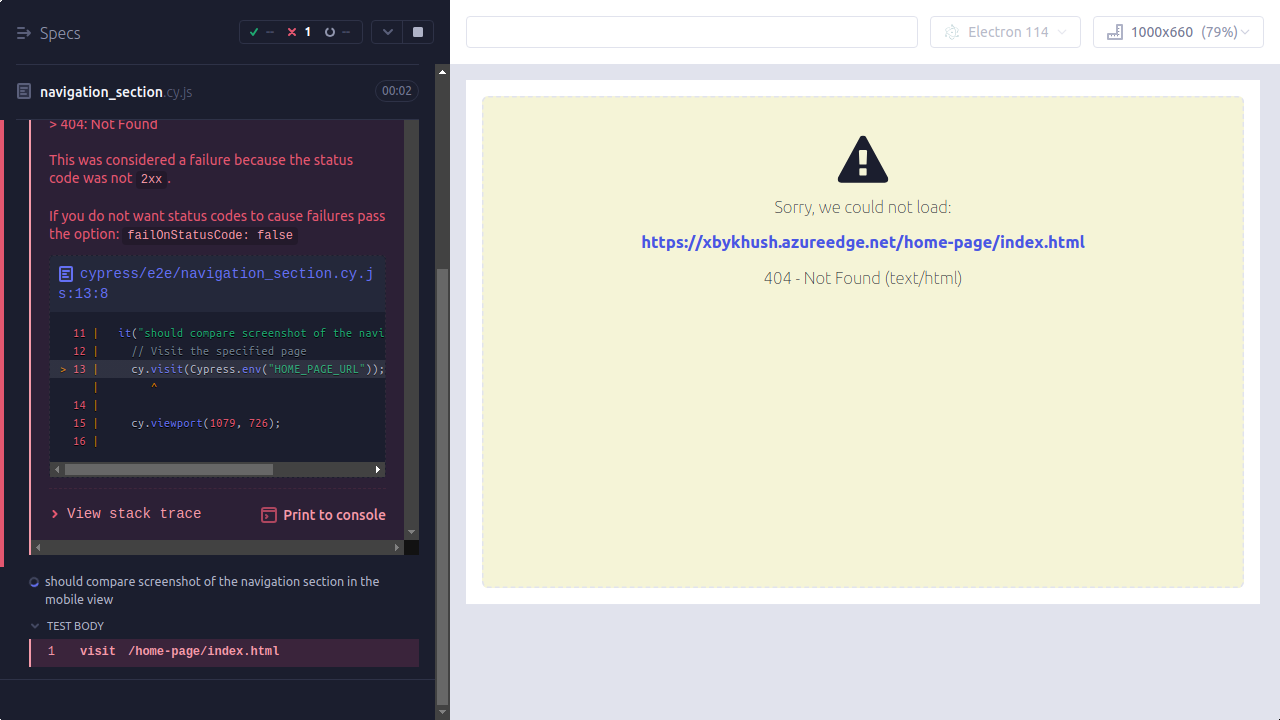 Specs
-- 1 --
Electron 114
1000x660 (79%)
navigation_section.cy.js
00:02
> 404: Not Found
This was considered a failure because the status
code was not 2xx .
If you do not want status codes to cause failures pass
the option: failOnStatusCode: false
cypress/e2e/navigation_section.cy.j
s:13:8
11 | it("should compare screenshot of the navi
12 | // Visit the specified page
> 13 | cy.visit(Cypress.env("HOME_PAGE_URL"));
| ^
14 |
15 | cy.viewport(1079, 726);
16 |
View stack trace
Print to console
should compare screenshot of the navigation section in the
mobile view
TEST BODY
1 visit /home-page/index.html
Sorry, we could not load:
https://xbykhush.azureedge.net/home-page/index.html
404 - Not Found (text/html)